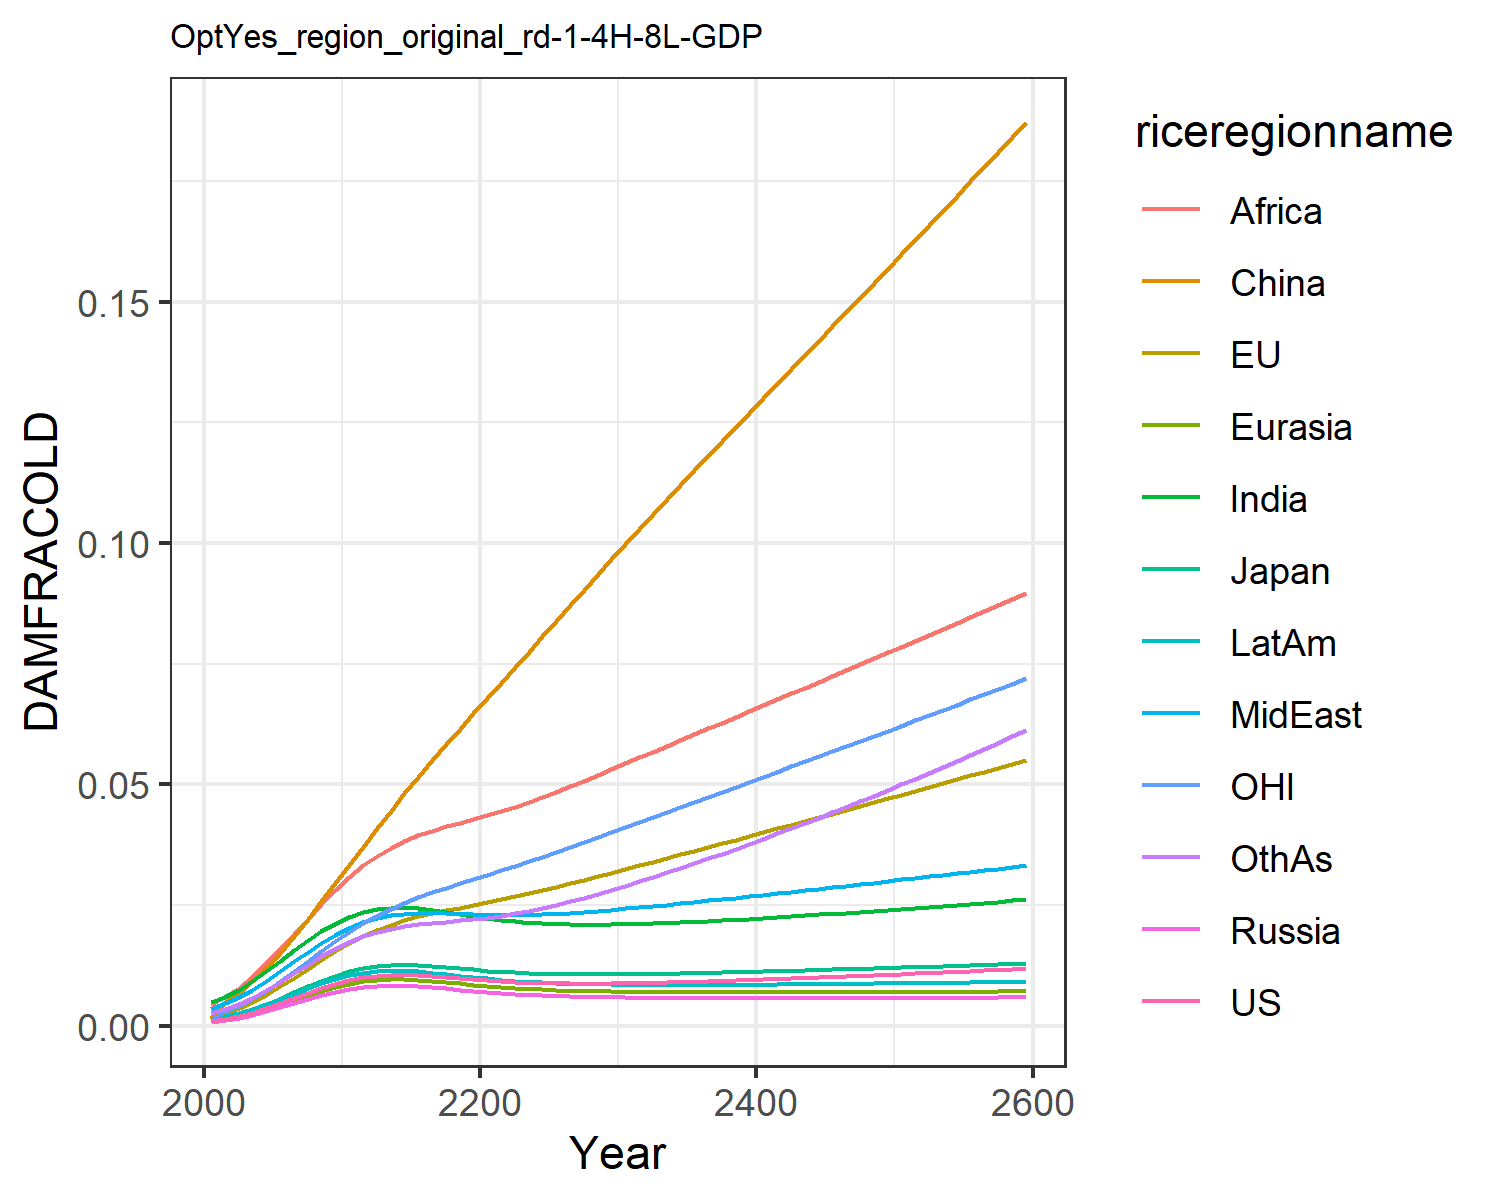 OptYes_region_original_rd-1-4H-8L-GDP
DAMFRACOLD
0.15
0.10
0.05
0.00
2000
2200
2400
2600
Year
riceregionname
Africa
China
EU
Eurasia
India
Japan
LatAm
MidEast
OHI
OthAs
Russia
US